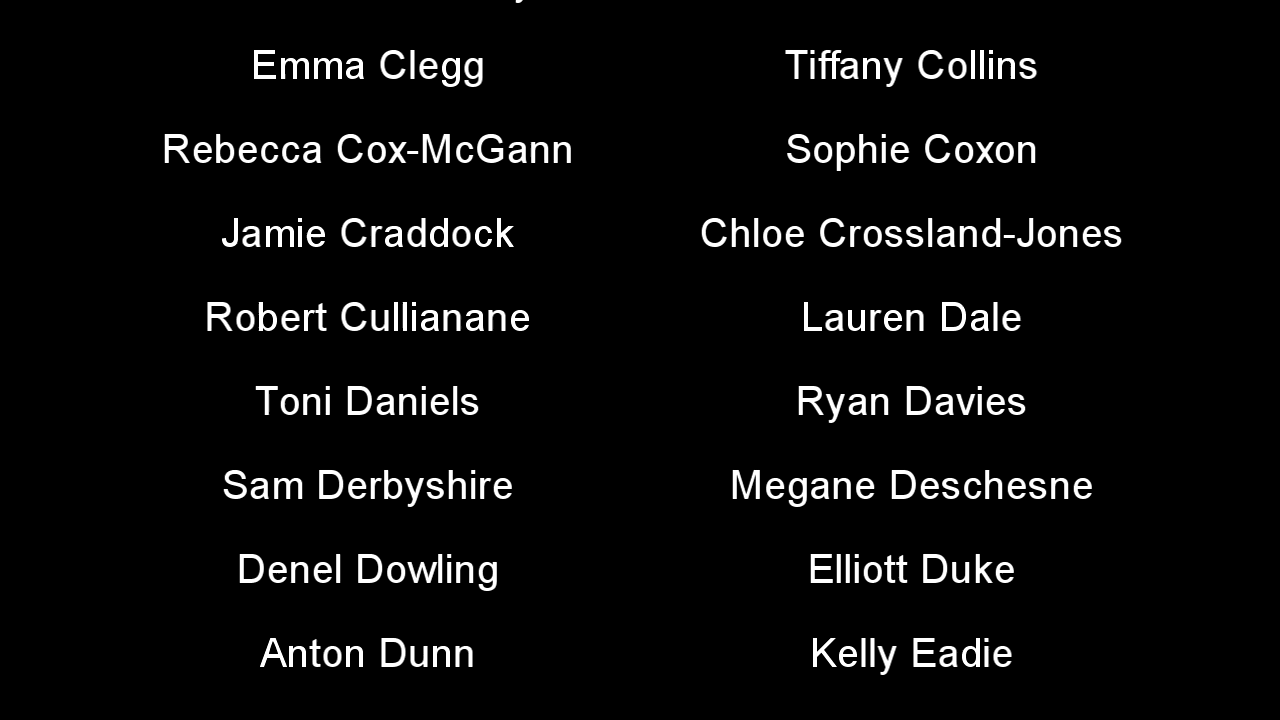 Emma Clegg Tiffany Collins
Rebecca Cox-McGann Sophie Coxon
Jamie Craddock Chloe Crossland-Jones
Robert Cullianane Lauren Dale
Toni Daniels Ryan Davies
Sam Derbyshire Megane Deschesne
Denel Dowling Elliott Duke
Anton Dunn Kelly Eadie